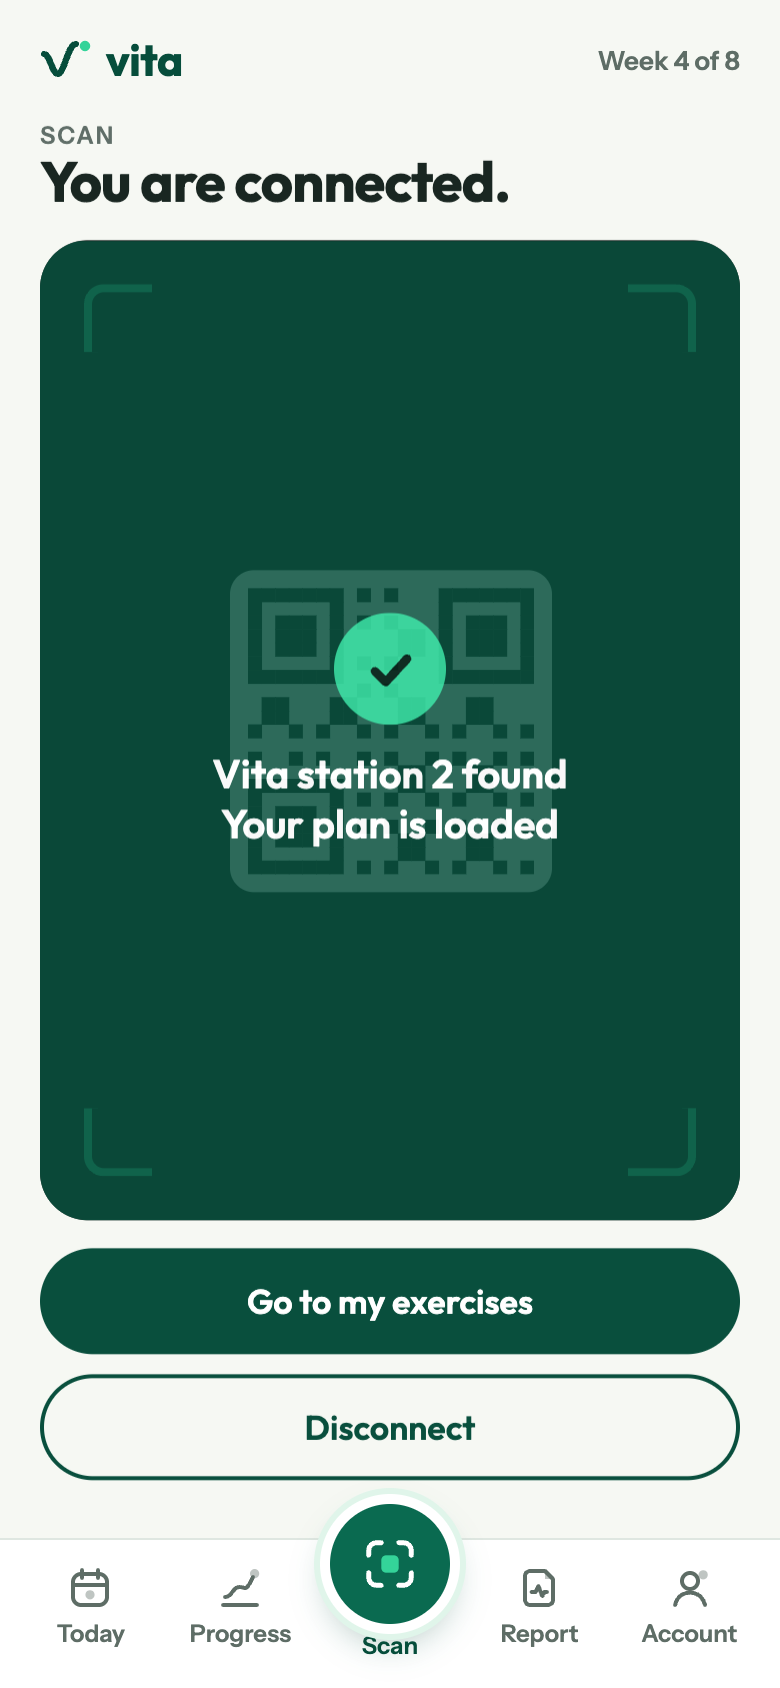 vita
Week 4 of 8
SCAN
You are connected.
Vita station 2 found
Your plan is loaded
Go to my exercises
Disconnect
Today
Progress
Scan
Report
Account